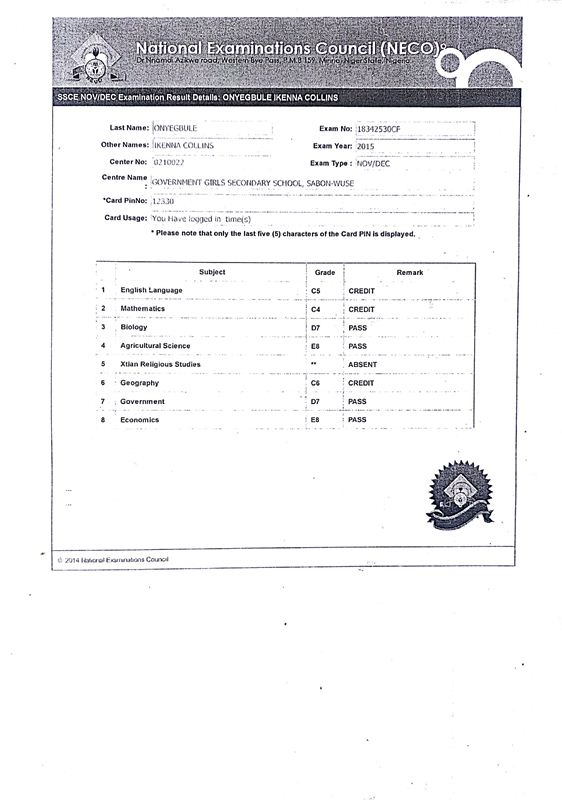 National Examinations Council (NECO)
Dr Nnamdi Azikwe road, Western Bye Pass, P.M.B 159, Minna, Niger State, Nigeria.
SSCE NOV/DEC Examination Result Details: ONYEGBULE IKENNA COLLINS
Last Name: ONYEGBULE Exam No: 18342530CF
Other Names: IKENNA COLLINS Exam Year: 2015
Center No: 0210022 Exam Type : NOV/DEC
Centre Name : GOVERNMENT GIRLS SECONDARY SCHOOL, SABON-WUSE
*Card PinNo: 12330
Card Usage: You Have logged in time(s)
* Please note that only the last five (5) characters of the Card PIN is displayed.
Subject Grade Remark
1 English Language C5 CREDIT
2 Mathematics C4 CREDIT
3 Biology D7 PASS
4 Agricultural Science E8 PASS
5 Xtian Religious Studies ** ABSENT
6 Geography C6 CREDIT
7 Government D7 PASS
8 Economics E8 PASS
© 2014 National Examinations Council